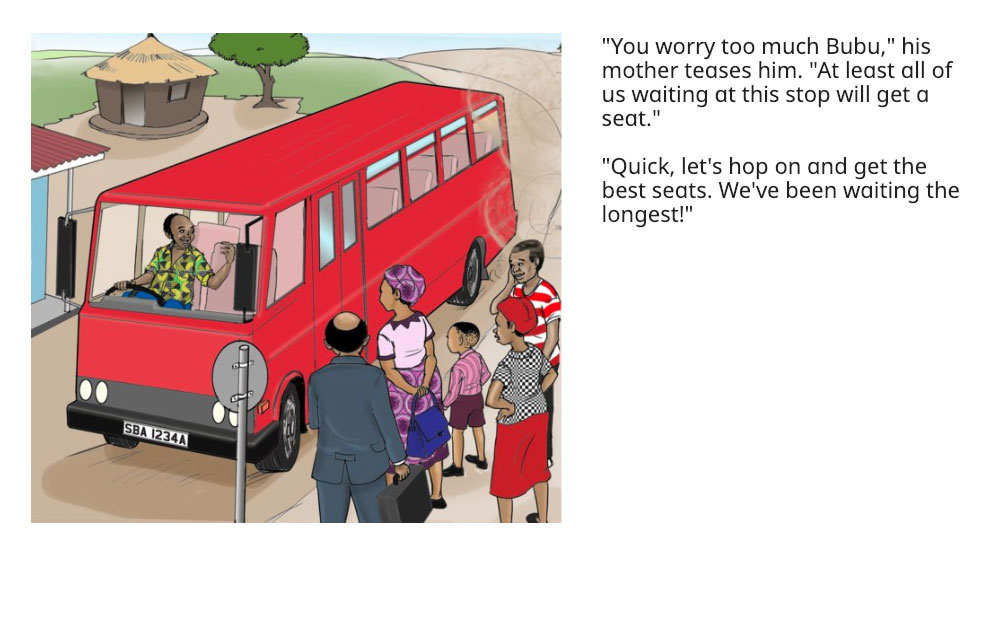 "You worry too much Bubu," his
mother teases him. "At least all of
us waiting at this stop will get a
seat."
"Quick, let's hop on and get the
best seats. We've been waiting the
longest!"
SBA 1234A